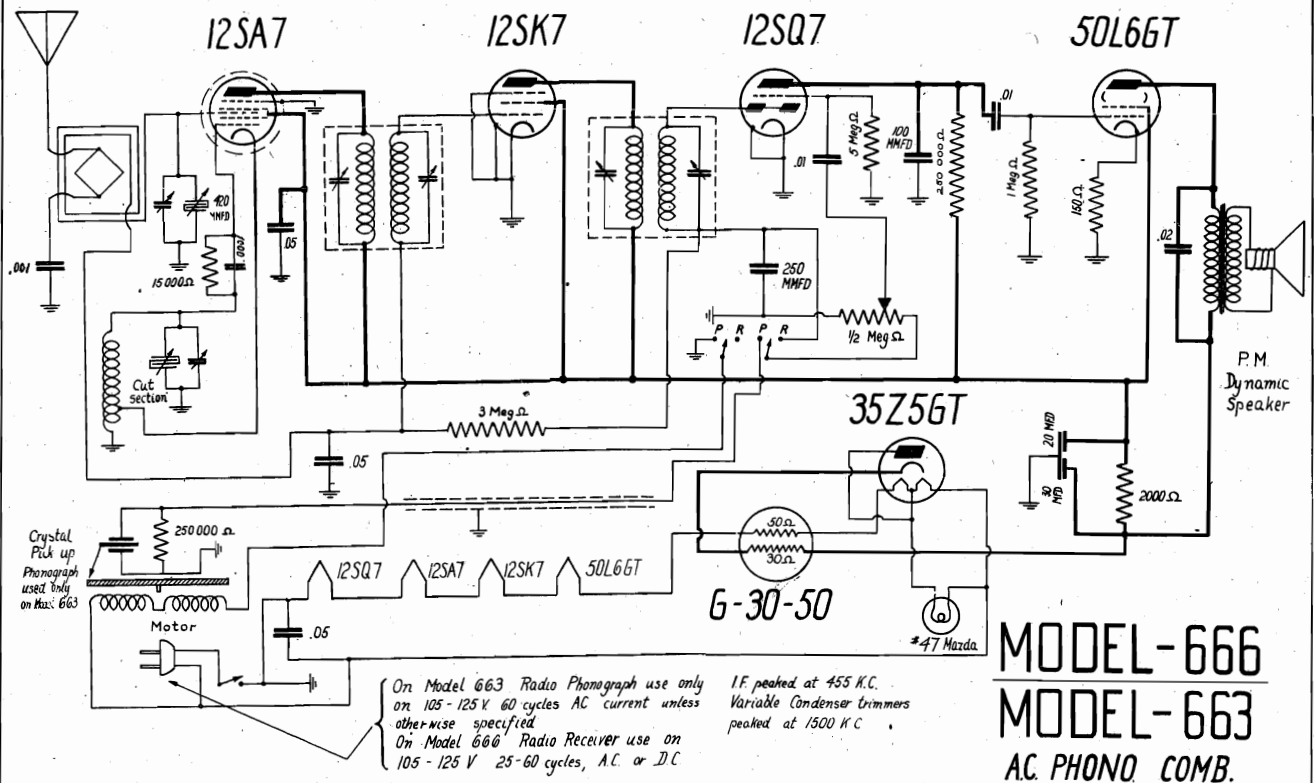 12SA7
12SK7
12SQ7
50L6GT
.001
420
MMFD
15000Ω
.0001
Cut
section
.05
.01
5 Meg Ω
100
MMFD
250 000 Ω
.01
1 Meg Ω
150Ω
.02
P.M.
Dynamic
Speaker
250
MMFD
P R P R
1/2 Meg Ω
3 Meg Ω
.05
35Z5GT
20 MFD
30
MFD
2000 Ω
Crystal
Pick up
Phonograph
used only
on Mod. 663
250000 Ω
12SQ7
12SA7
12SK7
50L6GT
50Ω
30Ω
G-30-50
#47 Mazda
Motor
.05
On Model 663 Radio Phonograph use only
on 105 - 125 V. 60 cycles AC current unless
otherwise specified
On Model 666 Radio Receiver use on
105 - 125 V 25-60 cycles, A.C. or D.C
I.F. peaked at 455 K.C.
Variable Condenser trimmers
peaked at 1500 K C .
MODEL-666
MODEL-663
A.C. PHONO. COMB.